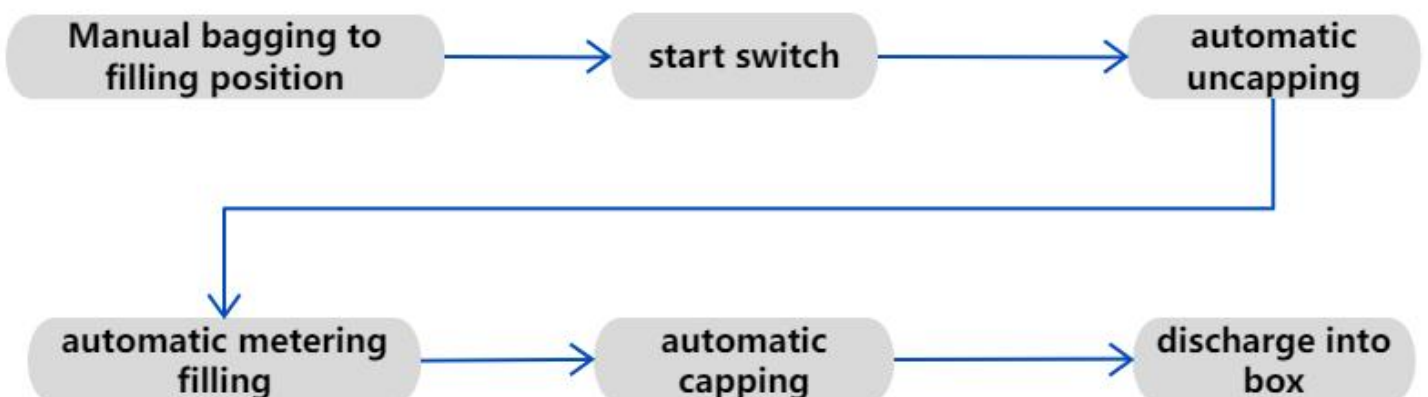 Manual bagging to
filling position
start switch
automatic
uncapping
automatic metering
filling
automatic
capping
discharge into
box